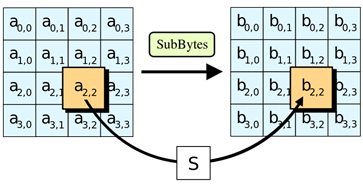 a0,0 a0,1 a0,2 a0,3
a1,0 a1,1 a1,2 a1,3
a2,0 a2,1 a2,2 a2,3
a3,0 a3,1 a3,2 a3,3
SubBytes
b0,0 b0,1 b0,2 b0,3
b1,0 b1,1 b1,2 b1,3
b2,0 b2,1 b2,2 b2,3
b3,0 b3,1 b3,2 b3,3
S